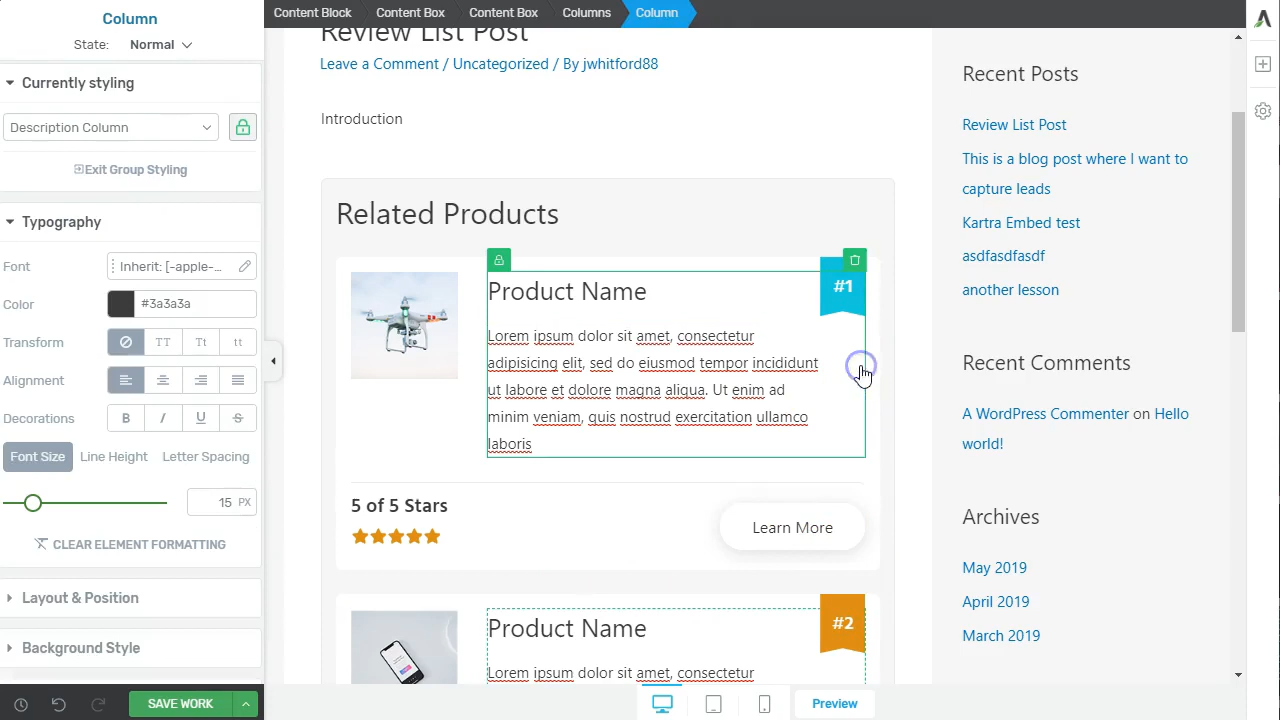 Column
State: Normal
Currently styling
Description Column
Exit Group Styling
Typography
Font
Inherit: [-apple-...
Color
#3a3a3a
Transform
TT Tt tt
Alignment
Decorations
B I U S
Font Size Line Height Letter Spacing
15 PX
CLEAR ELEMENT FORMATTING
Layout & Position
Background Style
SAVE WORK
Content Block Content Box Content Box Columns Column
Review List Post
Leave a Comment / Uncategorized / By jwhitford88
Introduction
Related Products
Product Name
#1
Lorem ipsum dolor sit amet, consectetur
adipisicing elit, sed do eiusmod tempor incididunt
ut labore et dolore magna aliqua. Ut enim ad
minim veniam, quis nostrud exercitation ullamco
laboris
5 of 5 Stars
Learn More
Product Name
#2
Lorem ipsum dolor sit amet, consectetur
Preview
Recent Posts
Review List Post
This is a blog post where I want to
capture leads
Kartra Embed test
asdfasdfasdf
another lesson
Recent Comments
A WordPress Commenter on Hello
world!
Archives
May 2019
April 2019
March 2019